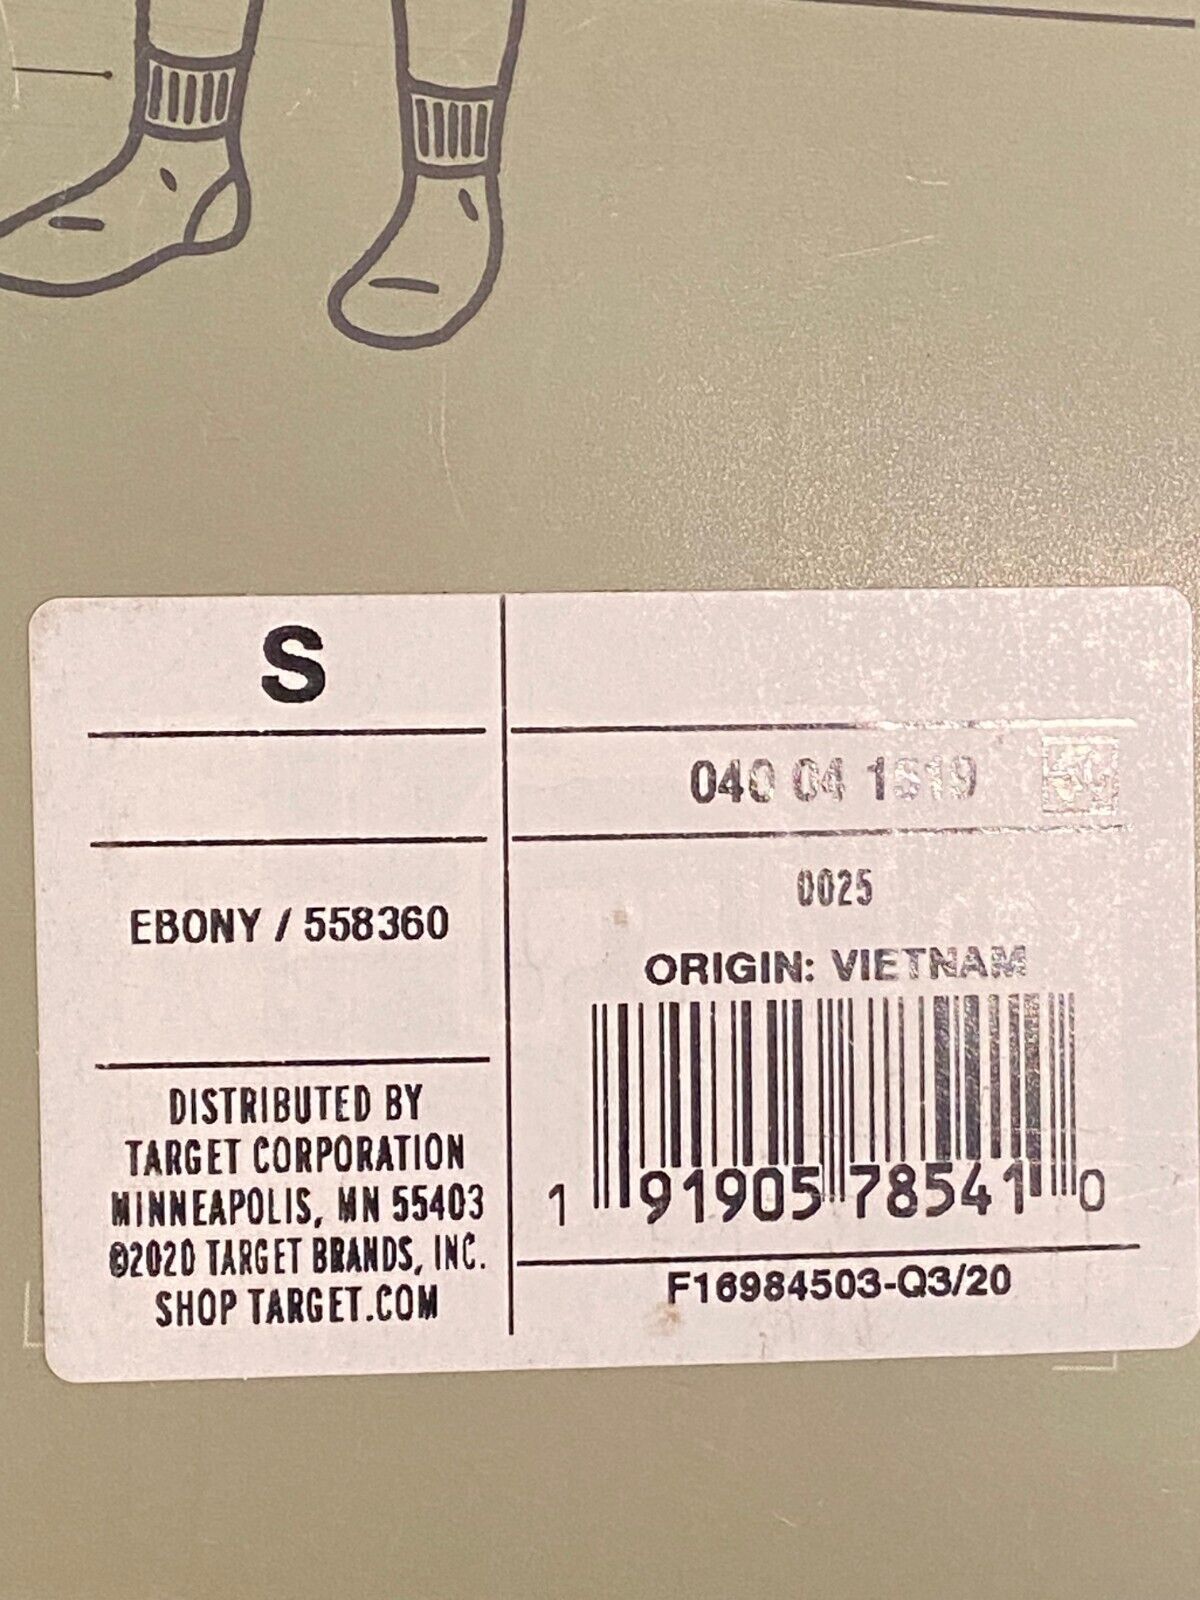 S
EBONY / 558360
DISTRIBUTED BY
TARGET CORPORATION
MINNEAPOLIS, MN 55403
©2020 TARGET BRANDS, INC.
SHOP TARGET.COM
040 04 1519
0025
ORIGIN: VIETNAM
1 91905 78541 0
F16984503-Q3/20